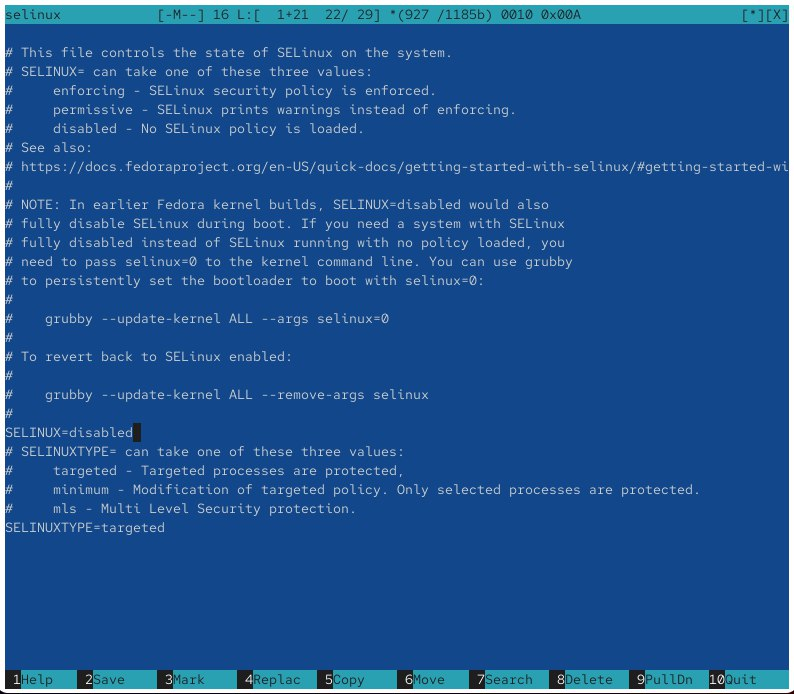 selinux [-M--] 16 L:[ 1+21 22/ 29] *(927 /1185b) 0010 0x00A [*][X]
# This file controls the state of SELinux on the system.
# SELINUX= can take one of these three values:
#     enforcing - SELinux security policy is enforced.
#     permissive - SELinux prints warnings instead of enforcing.
#     disabled - No SELinux policy is loaded.
# See also:
# https://docs.fedoraproject.org/en-US/quick-docs/getting-started-with-selinux/#getting-started-wi
#
# NOTE: In earlier Fedora kernel builds, SELINUX=disabled would also
# fully disable SELinux during boot. If you need a system with SELinux
# fully disabled instead of SELinux running with no policy loaded, you
# need to pass selinux=0 to the kernel command line. You can use grubby
# to persistently set the bootloader to boot with selinux=0:
#
#    grubby --update-kernel ALL --args selinux=0
#
# To revert back to SELinux enabled:
#
#    grubby --update-kernel ALL --remove-args selinux
#
SELINUX=disabled
# SELINUXTYPE= can take one of these three values:
#     targeted - Targeted processes are protected,
#     minimum - Modification of targeted policy. Only selected processes are protected.
#     mls - Multi Level Security protection.
SELINUXTYPE=targeted
1Help 2Save 3Mark 4Replac 5Copy 6Move 7Search 8Delete 9PullDn 10Quit